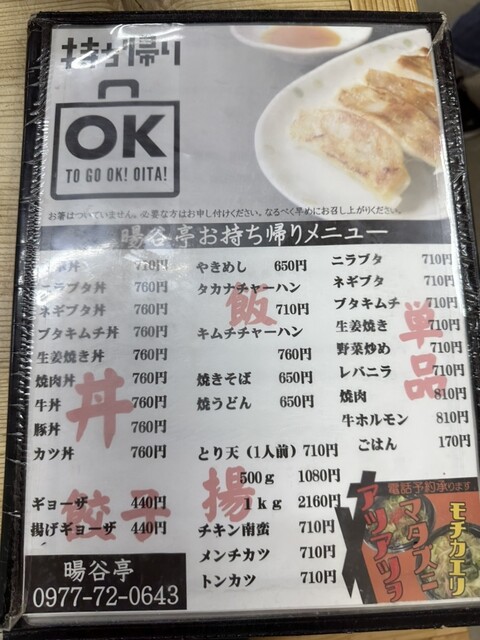 持ち帰り
OK
TO GO OK! OITA!
お箸はついていません。必要な方はお申し付けください。なるべく早めにお召し上がりください。
暘谷亭お持ち帰りメニュー
丼
710円
ニラブタ丼 760円
ネギブタ丼 760円
ブタキムチ丼 760円
生姜焼き丼 760円
焼肉丼 760円
牛丼 760円
豚丼 760円
カツ丼 760円
餃子
ギョーザ 440円
揚げギョーザ 440円
飯
やきめし 650円
タカナチャーハン
710円
キムチチャーハン
760円
焼きそば 650円
焼うどん 650円
揚
とり天(1人前) 710円
500g 1080円
1kg 2160円
チキン南蛮 710円
メンチカツ 710円
トンカツ 710円
単品
ニラブタ 710円
ネギブタ 710円
ブタキムチ 710円
生姜焼き 710円
野菜炒め 710円
レバニラ 710円
焼肉 810円
牛ホルモン 810円
ごはん 170円
電話予約承ります
モチカエリ
マタズニ
アツアツヲ
暘谷亭
0977-72-0643